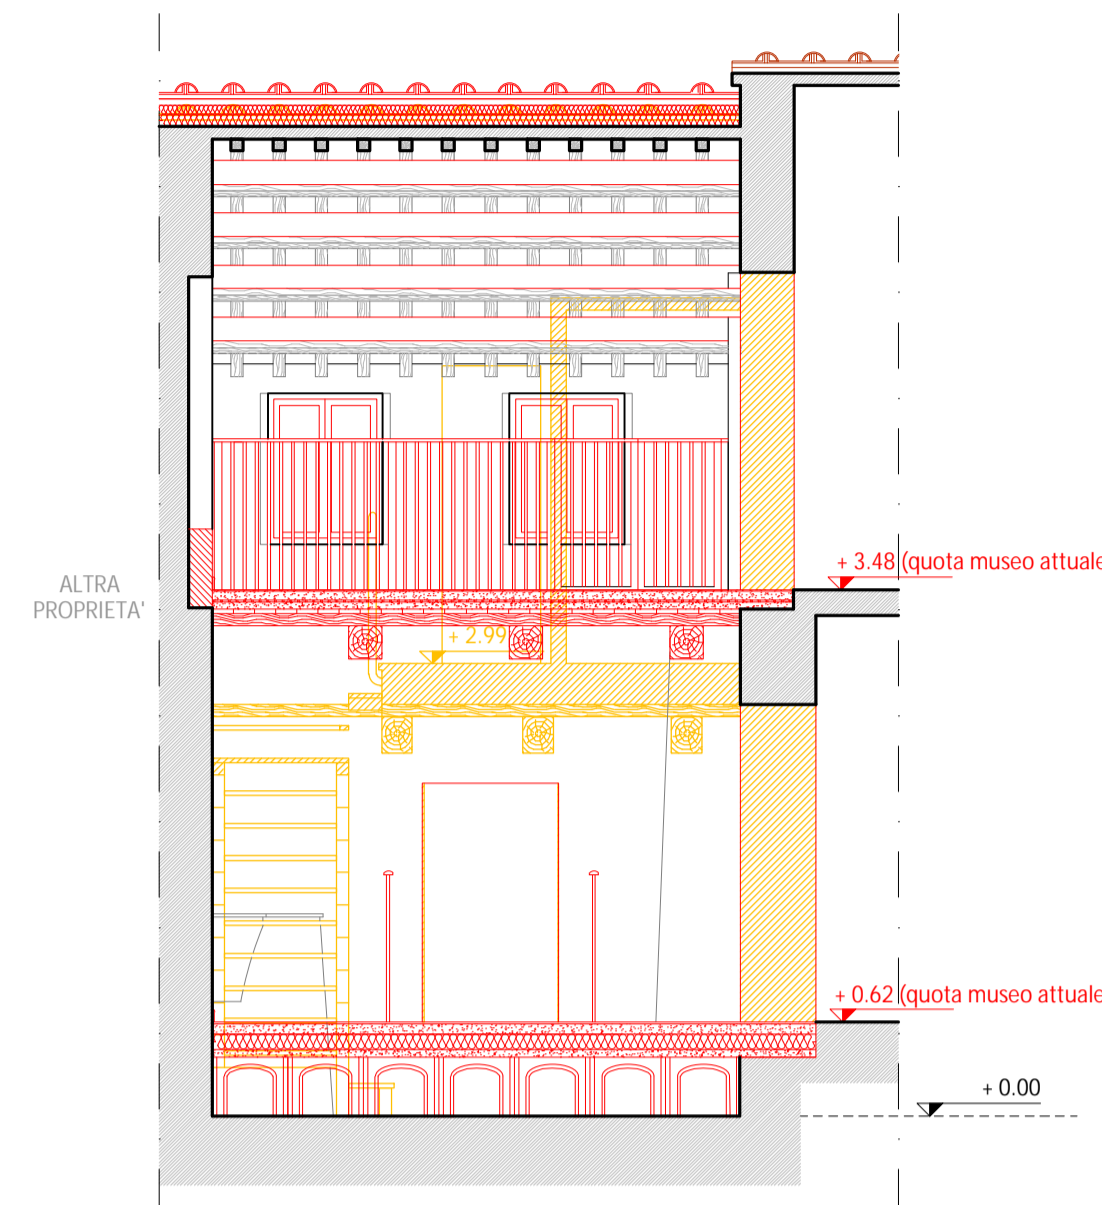 + 3.48 (quota museo attuale
ALTRA
PROPRIETA'
+ 2.99
+ 0.62 (quota museo attuale
+ 0.00